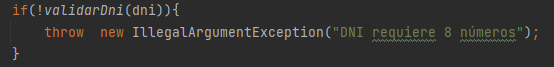 if(!validarDni(dni)){
throw  new IllegalArgumentException("DNI requiere 8 números");
}